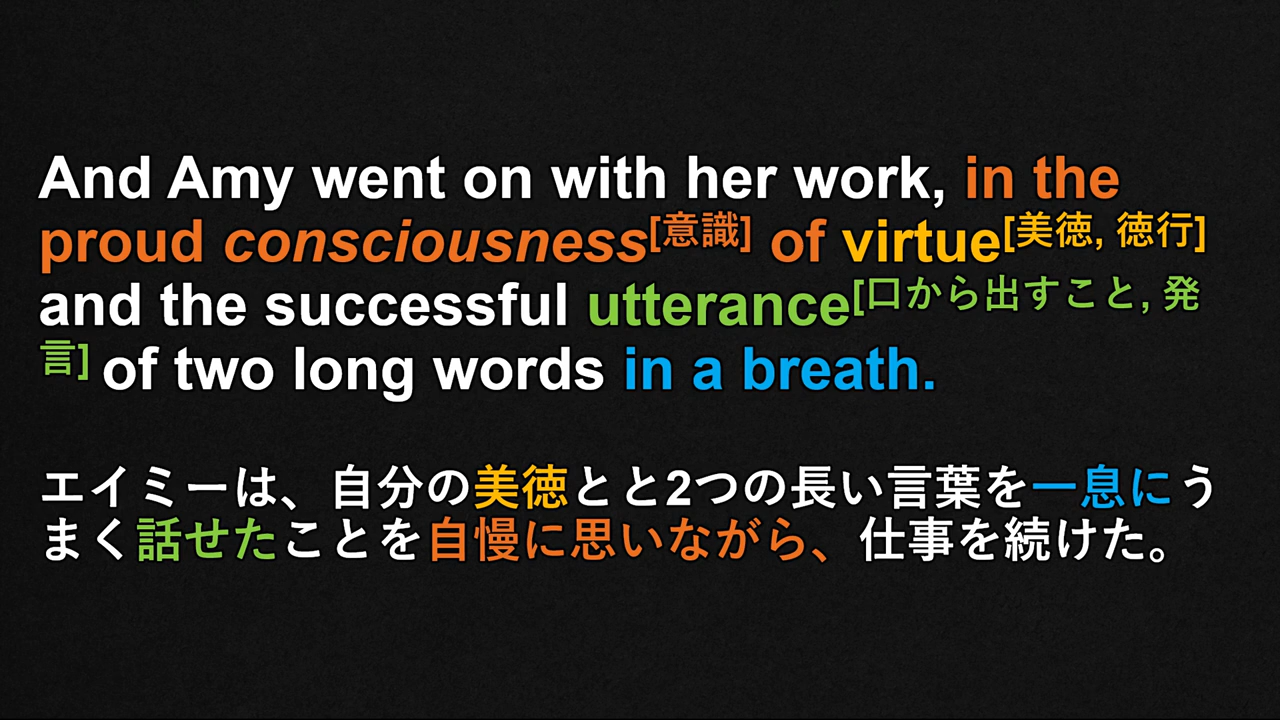 And Amy went on with her work, in the
proud consciousness[意識] of virtue[美徳, 徳行]
and the successful utterance[口から出すこと, 発
言] of two long words in a breath.
エイミーは、自分の美徳とと2つの長い言葉を一息にう
まく話せたことを自慢に思いながら、仕事を続けた。